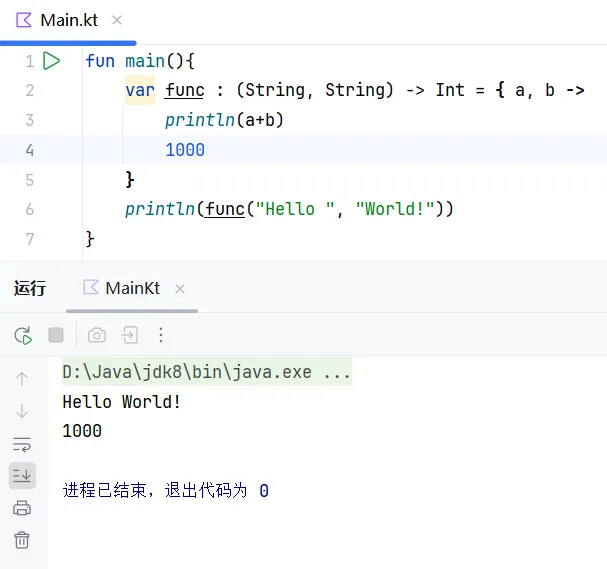 Main.kt
1 fun main(){
2 var func : (String, String) -> Int = { a, b ->
3 println(a+b)
4 1000
5 }
6 println(func("Hello ", "World!"))
7 }
运行 MainKt
D:\Java\jdk8\bin\java.exe ...
Hello World!
1000
进程已结束，退出代码为 0